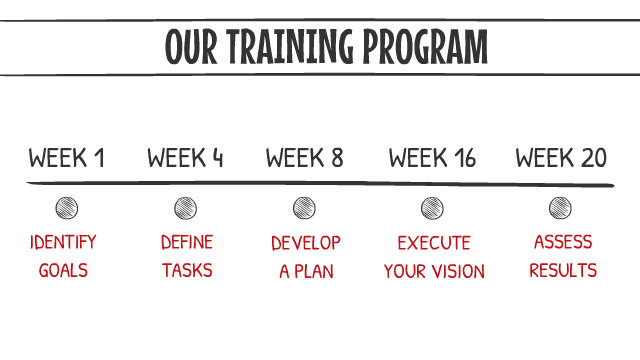 OUR TRAINING PROGRAM
WEEK 1 WEEK 4 WEEK 8 WEEK 16 WEEK 20
IDENTIFY DEFINE DEVELOP EXECUTE ASSESS
GOALS TASKS A PLAN YOUR VISION RESULTS